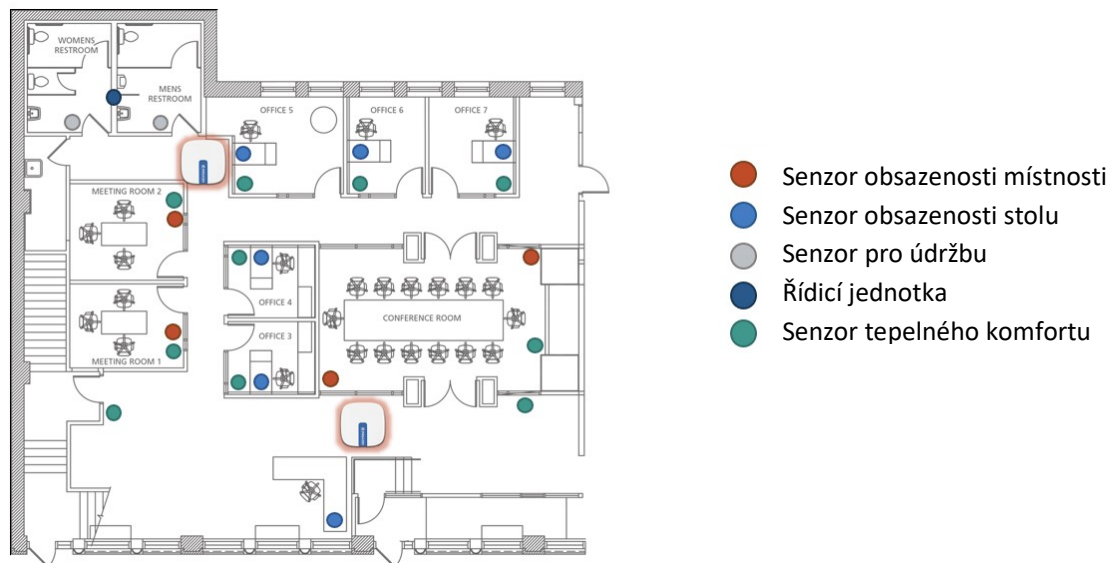 WOMENS
RESTROOM
MENS
RESTROOM
OFFICE 5
OFFICE 6
OFFICE 7
MEETING ROOM 2
OFFICE 4
CONFERENCE ROOM
OFFICE 3
MEETING ROOM 1
Senzor obsazenosti místnosti
Senzor obsazenosti stolu
Senzor pro údržbu
Řídicí jednotka
Senzor tepelného komfortu